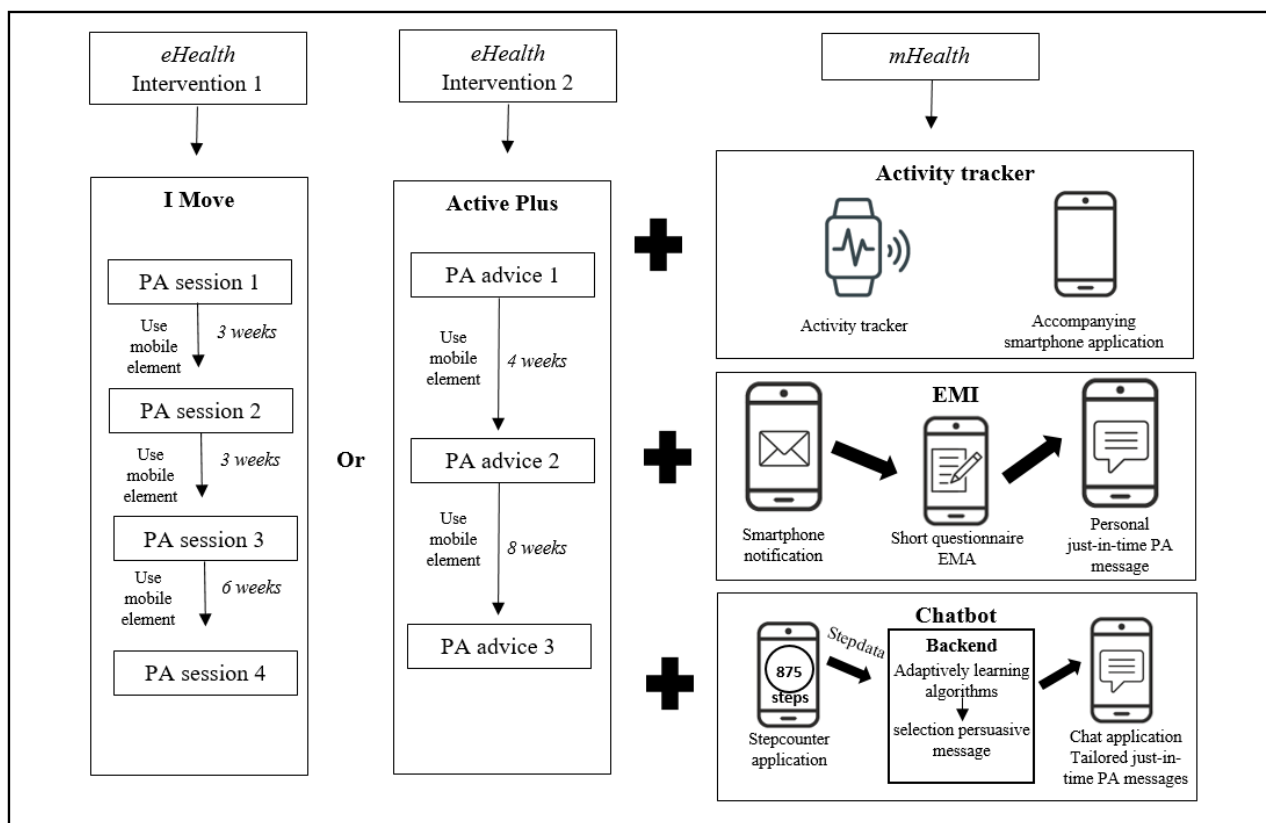 eHealth
Intervention 1
I Move
PA session 1
Use
mobile
element
3 weeks
PA session 2
Use
mobile
element
3 weeks
PA session 3
Use
mobile
element
6 weeks
PA session 4
Or
eHealth
Intervention 2
Active Plus
PA advice 1
Use
mobile
element
4 weeks
PA advice 2
Use
mobile
element
8 weeks
PA advice 3
mHealth
Activity tracker
Activity tracker
Accompanying
smartphone application
EMI
Smartphone
notification
Short questionnaire
EMA
Personal
just-in-time PA
message
Chatbot
875
steps
Stepcounter
application
Stepdata
Backend
Adaptively learning
algorithms
selection persuasive
message
Chat application
Tailored just-in-
time PA messages